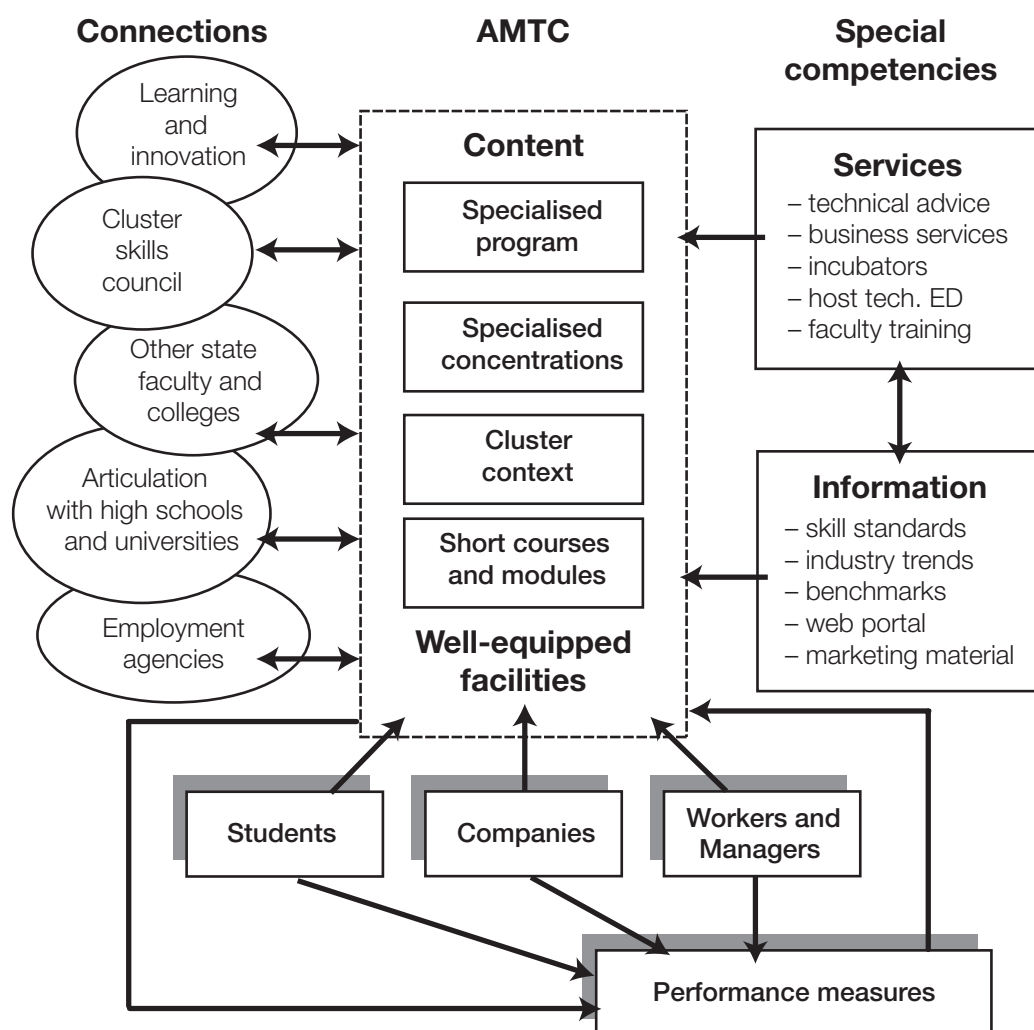 Connections
Learning
and
innovation
Cluster
skills
council
Other state
faculty and
colleges
Articulation
with high schools
and universities
Employment
agencies
AMTC
Content
Specialised
program
Specialised
concentrations
Cluster
context
Short courses
and modules
Well-equipped
facilities
Special
competencies
Services
– technical advice
– business services
– incubators
– host tech. ED
– faculty training
Information
– skill standards
– industry trends
– benchmarks
– web portal
– marketing material
Students
Companies
Workers and
Managers
Performance measures